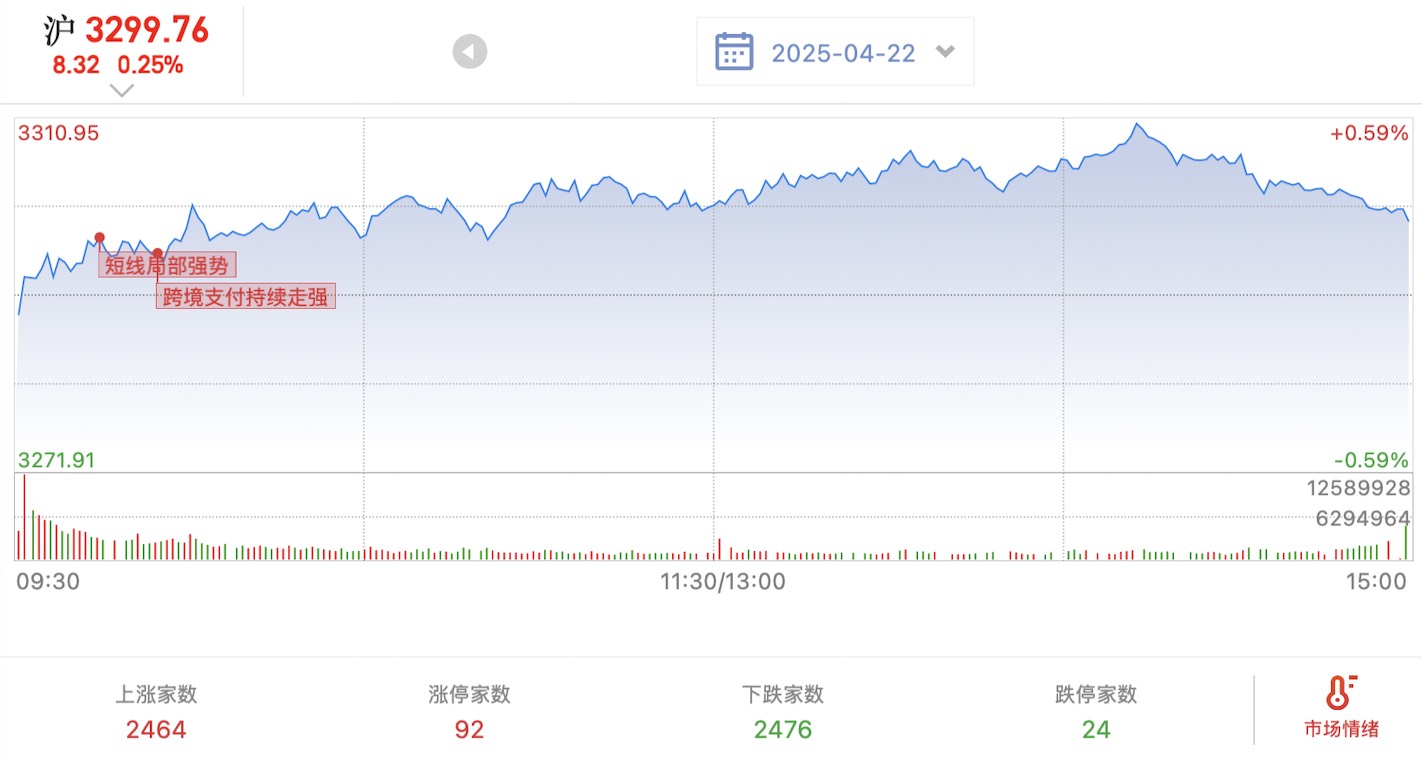 沪 3299.76
8.32 0.25%
2025-04-22
3310.95
+0.59%
短线局部强势
跨境支付持续走强
3271.91
-0.59%
12589928
6294964
09:30
11:30/13:00
15:00
上涨家数
涨停家数
下跌家数
跌停家数
2464
92
2476
24
市场情绪